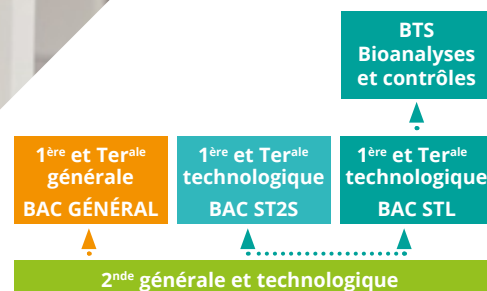 BTS
Bioanalyses
et contrôles
1ère et Terale
générale
BAC GÉNÉRAL
1ère et Terale
technologique
BAC ST2S
1ère et Terale
technologique
BAC STL
2nde générale et technologique